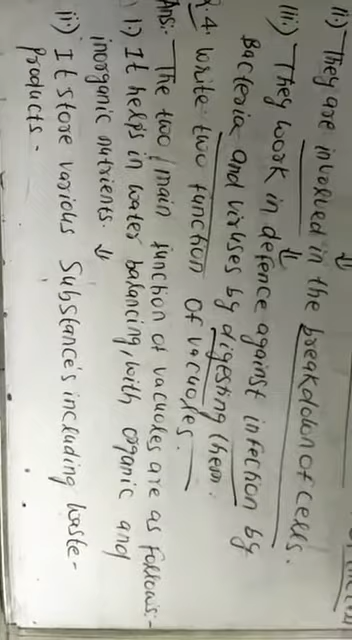 ii) They are involved in the breakdown of cells.
iii) They work in defence against infection by
Bacteria and viruses by digesting them.
4. Write two function of vacuoles.
Ans:- The two main function of vacuoles are as follows:-
i) It helps in water balancing, with organic and
inorganic nutrients.
ii) It store various Substance's including waste-
products-